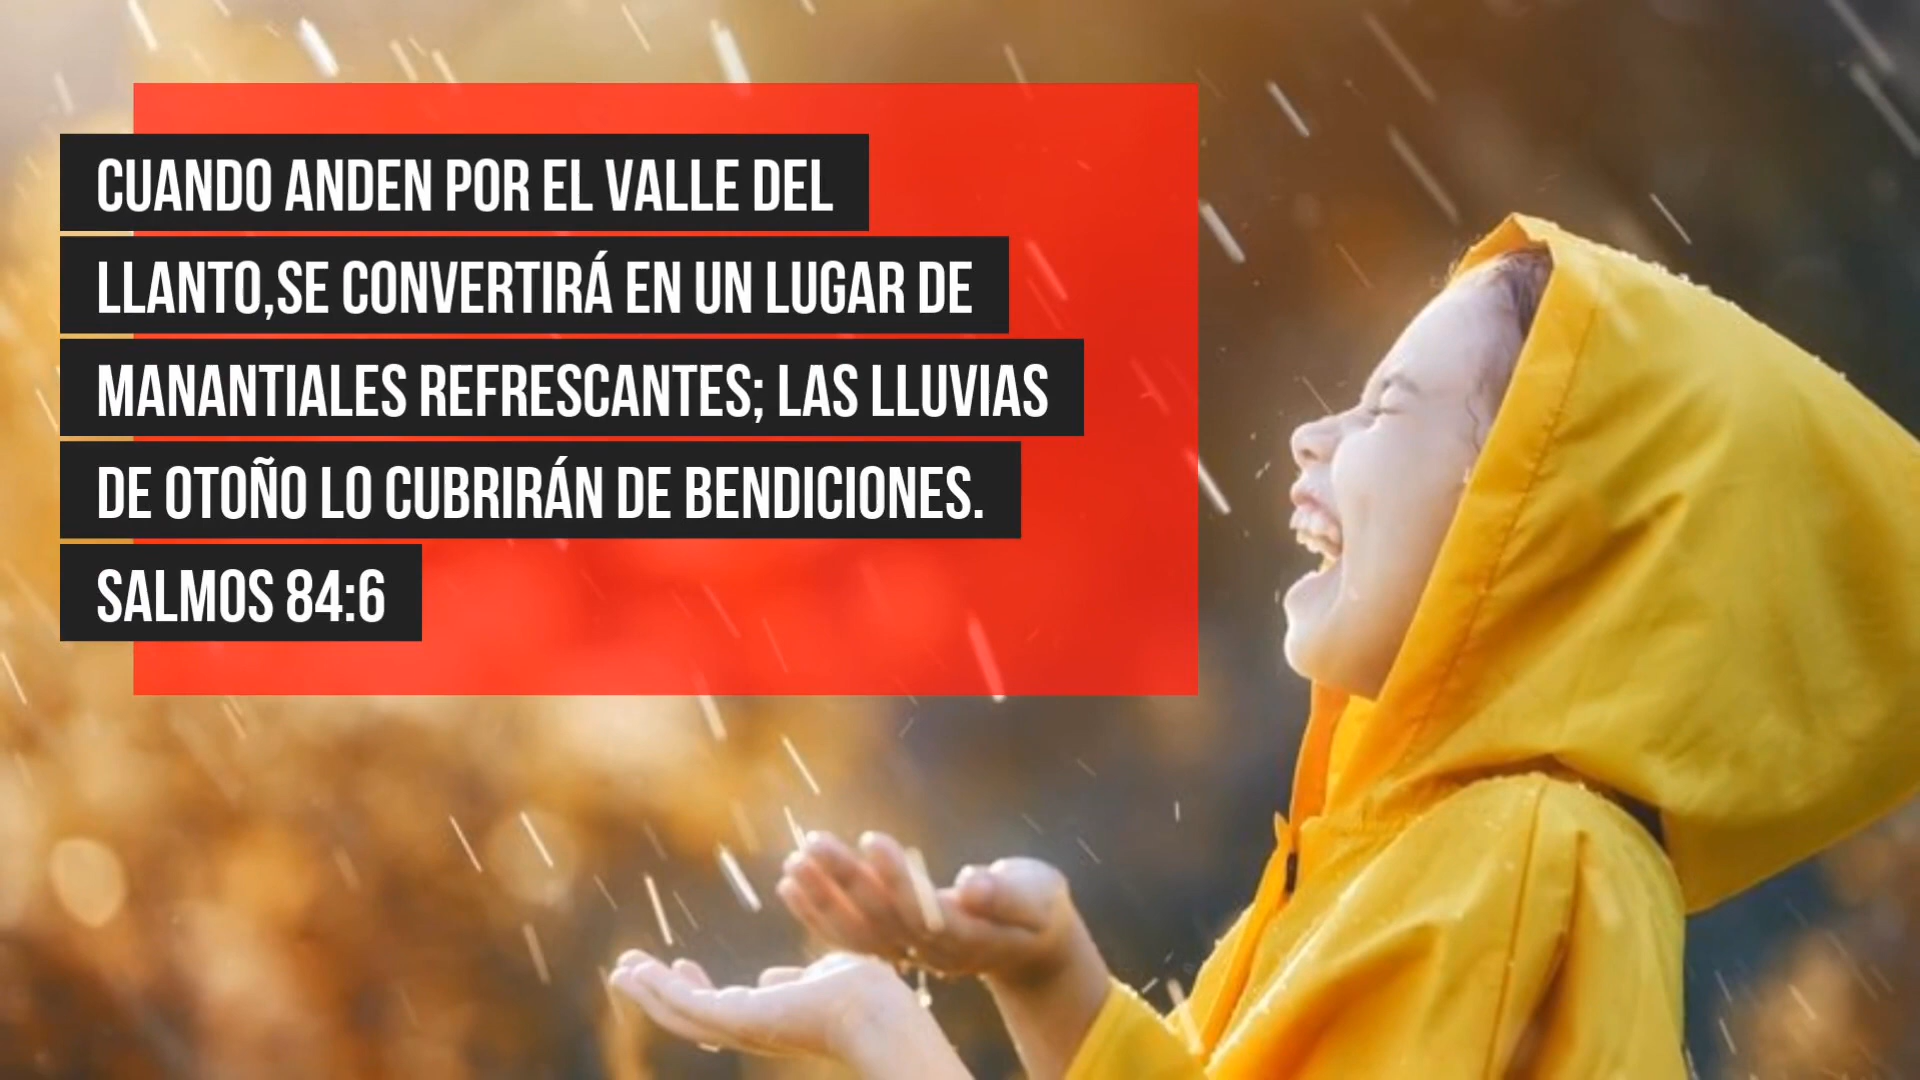 CUANDO ANDEN POR EL VALLE DEL
LLANTO,SE CONVERTIRÁ EN UN LUGAR DE
MANANTIALES REFRESCANTES; LAS LLUVIAS
DE OTOÑO LO CUBRIRÁN DE BENDICIONES.
SALMOS 84:6